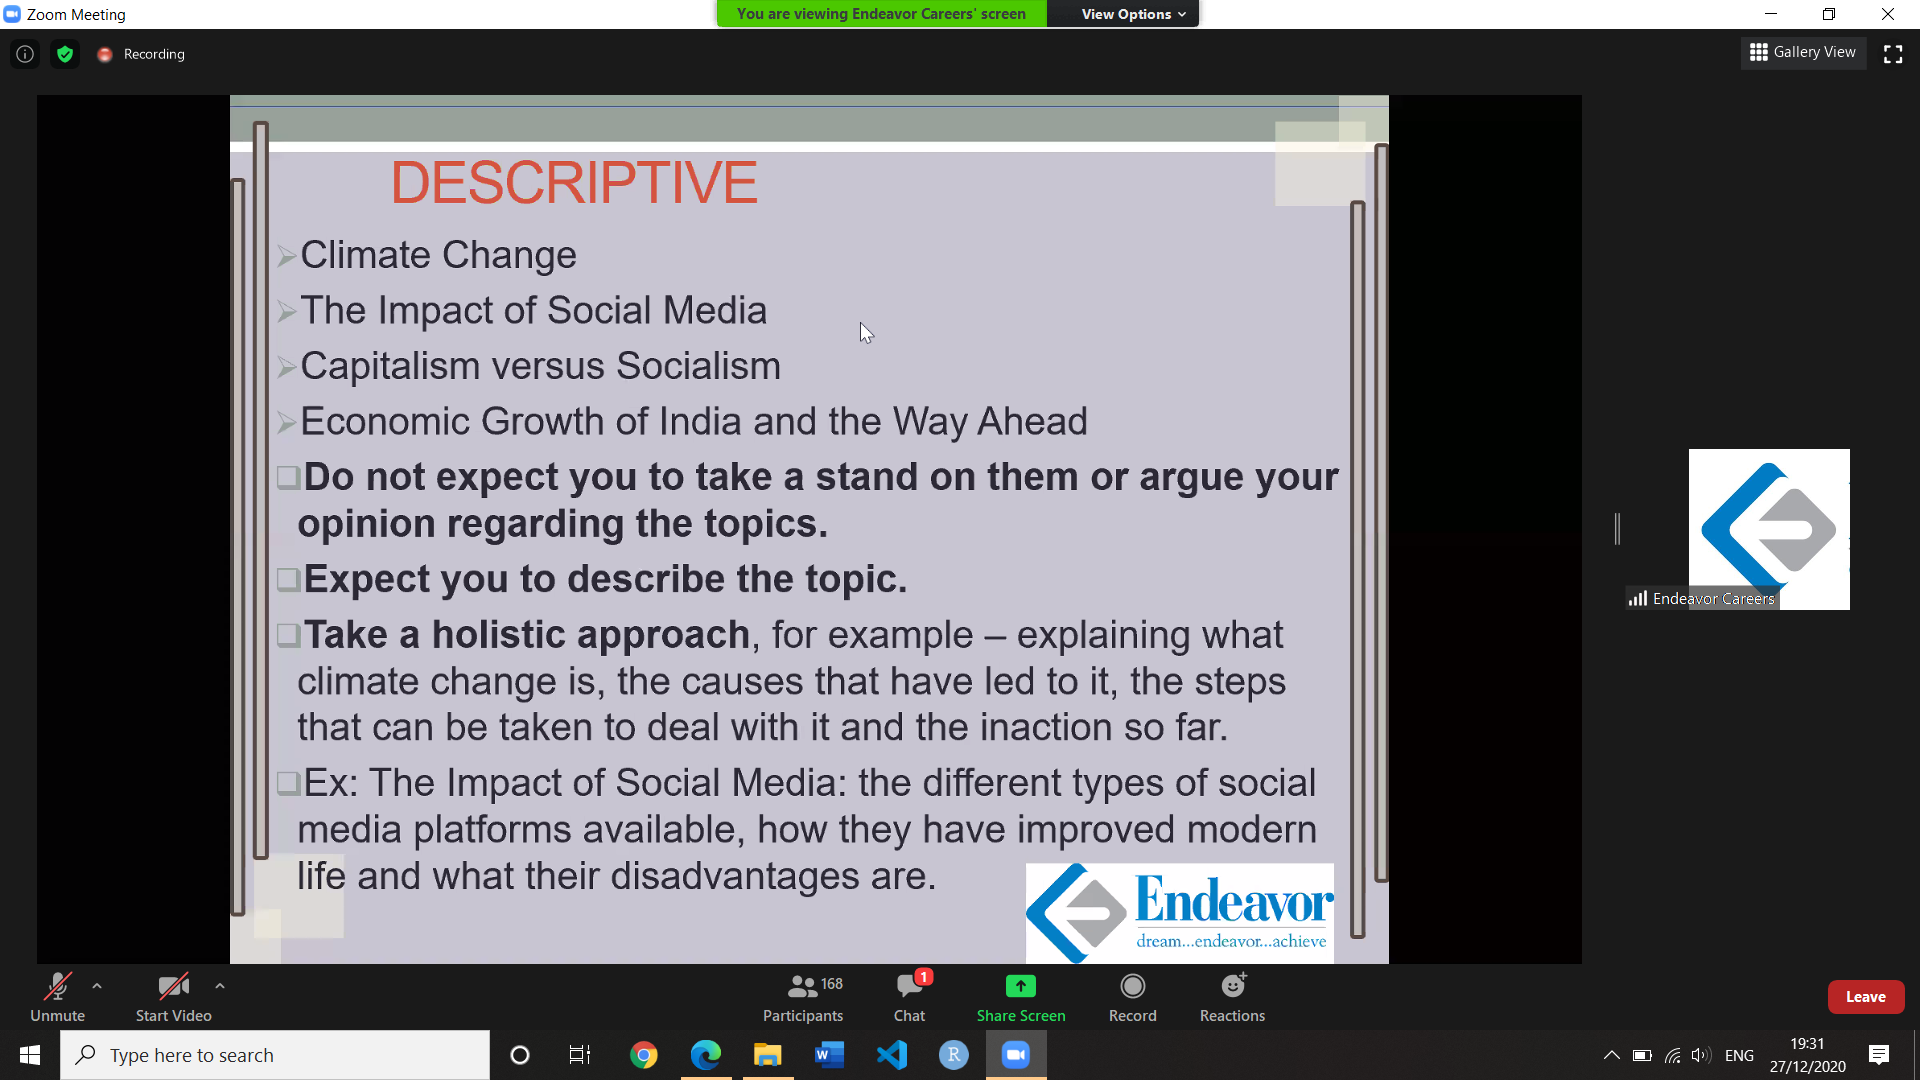 Zoom Meeting
You are viewing Endeavor Careers' screen
View Options
Recording
Gallery View
DESCRIPTIVE
Climate Change
The Impact of Social Media
Capitalism versus Socialism
Economic Growth of India and the Way Ahead
Do not expect you to take a stand on them or argue your
opinion regarding the topics.
Expect you to describe the topic.
Take a holistic approach, for example – explaining what
climate change is, the causes that have led to it, the steps
that can be taken to deal with it and the inaction so far.
Ex: The Impact of Social Media: the different types of social
media platforms available, how they have improved modern
life and what their disadvantages are.
Endeavor
dream...endeavor...achieve
Endeavor Careers
Unmute
Start Video
168
Participants
1
Chat
Share Screen
Record
Reactions
Leave
Type here to search
W
R
ENG
19:31
27/12/2020